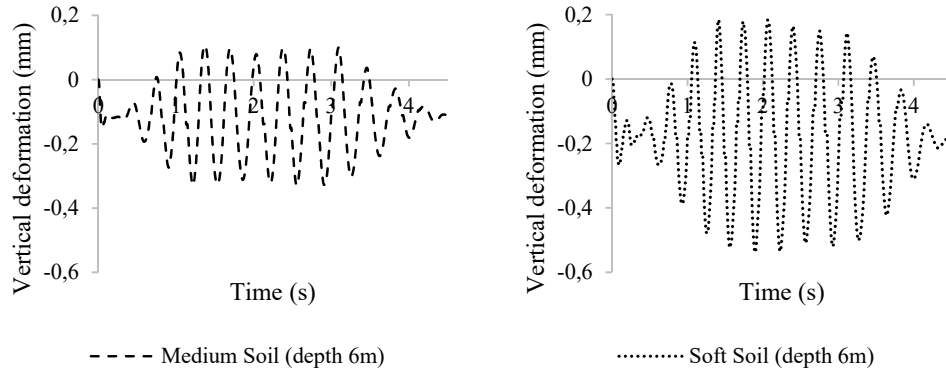 Vertical deformation (mm)
0,2
0
-0,2
-0,4
-0,6
0 1 2 3 4
Time (s)
Medium Soil (depth 6m)
Vertical deformation (mm)
0,2
0
-0,2
-0,4
-0,6
0 1 2 3 4
Time (s)
Soft Soil (depth 6m)